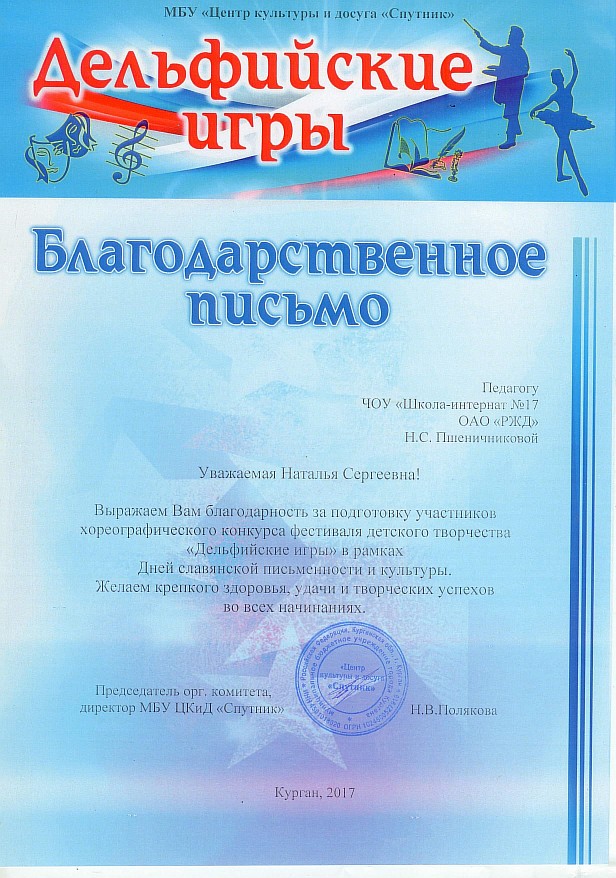 МБУ «Центр культуры и досуга «Спутник»
Дельфийские
игры
Благодарственное
письмо
Педагогу
ЧОУ «Школа-интернат №17
ОАО «РЖД»
Н.С. Пшеничниковой
Уважаемая Наталья Сергеевна!
Выражаем Вам благодарность за подготовку участников
хореографического конкурса фестиваля детского творчества
«Дельфийские игры» в рамках
Дней славянской письменности и культуры.
Желаем крепкого здоровья, удачи и творческих успехов
во всех начинаниях.
«Центр
культуры и досуга
«Спутник»
Председатель орг. комитета,
директор МБУ ЦКиД «Спутник»
Н.В.Полякова
Курган, 2017